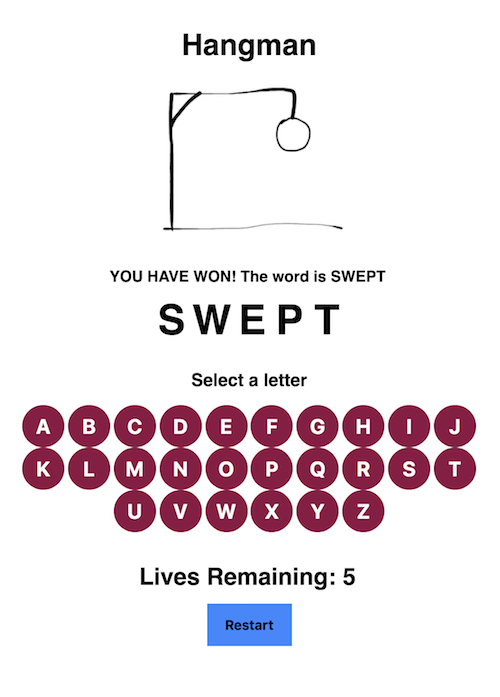 Hangman
YOU HAVE WON! The word is SWEPT
S W E P T
Select a letter
A B C D E F G H I J
K L M N O P Q R S T
U V W X Y Z
Lives Remaining: 5
Restart